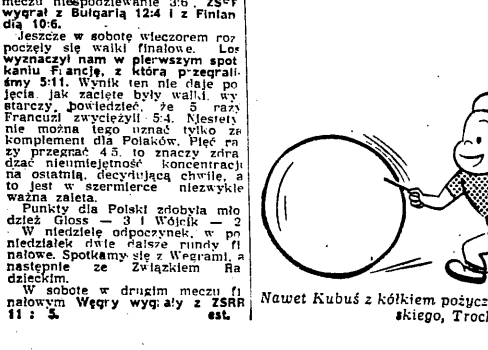 meczu niespodziewanie 3:6, ZSRR
wygrał z Bułgarią 12:4 i z Finlan
dią 10:6.
Jeszcze w sobotę wieczorem roz
poczęły się walki finałowe. Los
wyznaczył nam w pierwszym spot
kaniu Francję, z którą przegrali-
śmy 5:11. Wynik ten nie daje po
jęcia, jak zacięte były walki. wy
starczy powiedzieć, że 5 razy
Francuzi zwyciężyli 5:4. Niestety
nie można tego uznać tylko za
komplement dla Polaków. Pięć ra
zy przegrać 4:5, to znaczy zdra
dzać nieumiejętność koncentracji
na ostatnią, decydującą chwilę, a
to jest w szermierce niezwykle
ważna zaleta.
Punkty dla Polski zdobyła mło
dzież Gloss — 3 i Wójcik — 2
W niedzielę odpoczynek, w po
niedziałek dwie dalsze rundy fi
nałowe. Spotkamy się z Węgrami, a
następnie ze Związkiem Ra
dzieckim.
W sobotę w drugim meczu fi
nałowym Węgry wygrały z ZSRR
11 : 5. est.
Nawet Kubuś z kółkiem pożycz
skiego, Troc